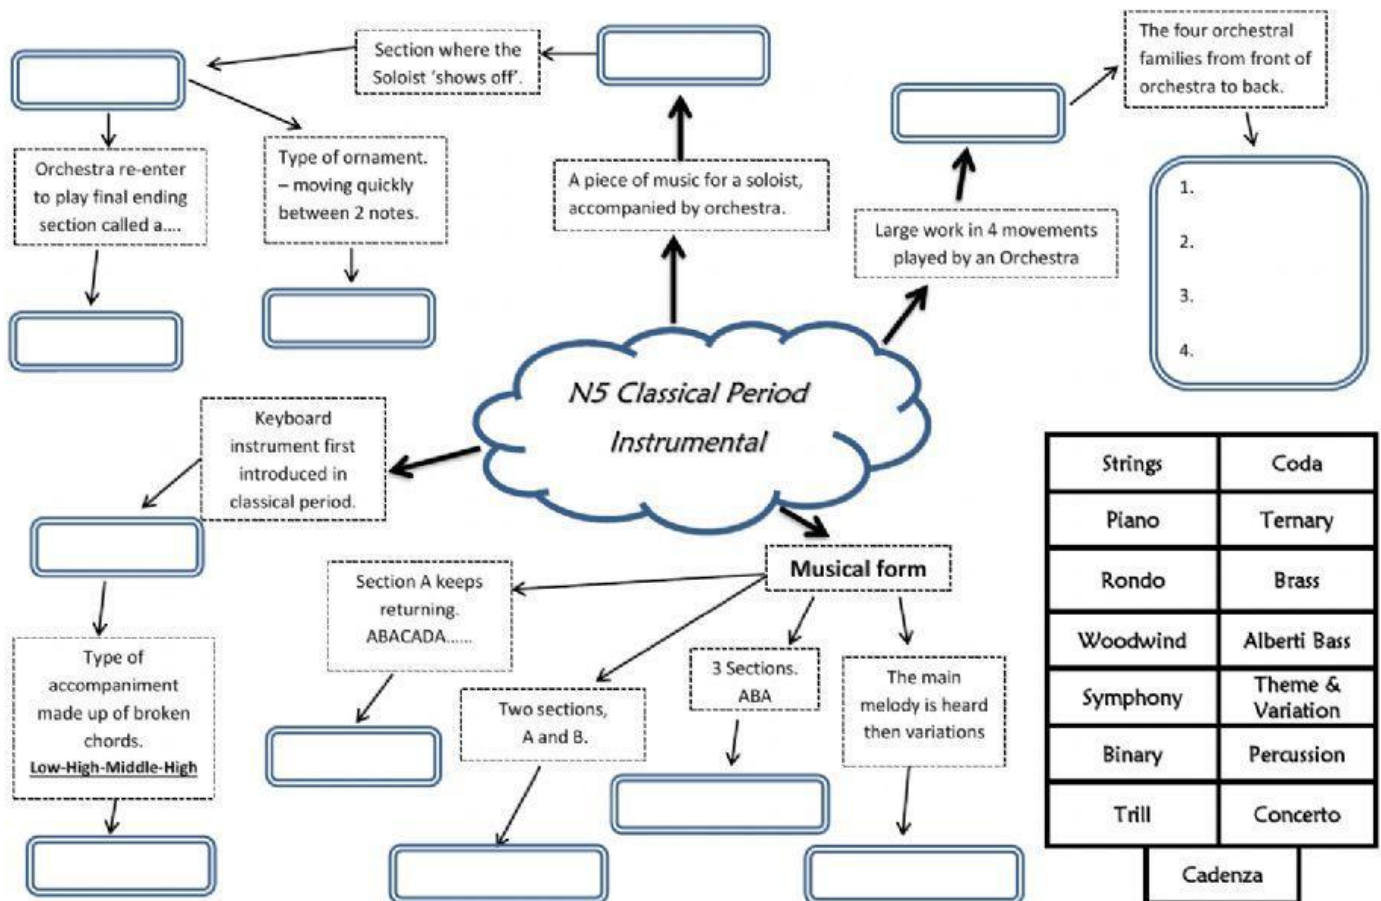 Section where the
Soloist ‘shows off’.
The four orchestral
families from front of
orchestra to back.
Orchestra re-enter
to play final ending
section called a....
Type of ornament.
– moving quickly
between 2 notes.
A piece of music for a soloist,
accompanied by orchestra.
Large work in 4 movements
played by an Orchestra
1.
2.
3.
4.
N5 Classical Period
Instrumental
Keyboard
instrument first
introduced in
classical period.
Musical form
Section A keeps
returning.
ABACADA......
Two sections,
A and B.
3 Sections.
ABA
The main
melody is heard
then variations
Type of
accompaniment
made up of broken
chords.
Low-High-Middle-High
Strings Coda
Piano Ternary
Rondo Brass
Woodwind Alberti Bass
Symphony Theme &
Variation
Binary Percussion
Trill Concerto
Cadenza